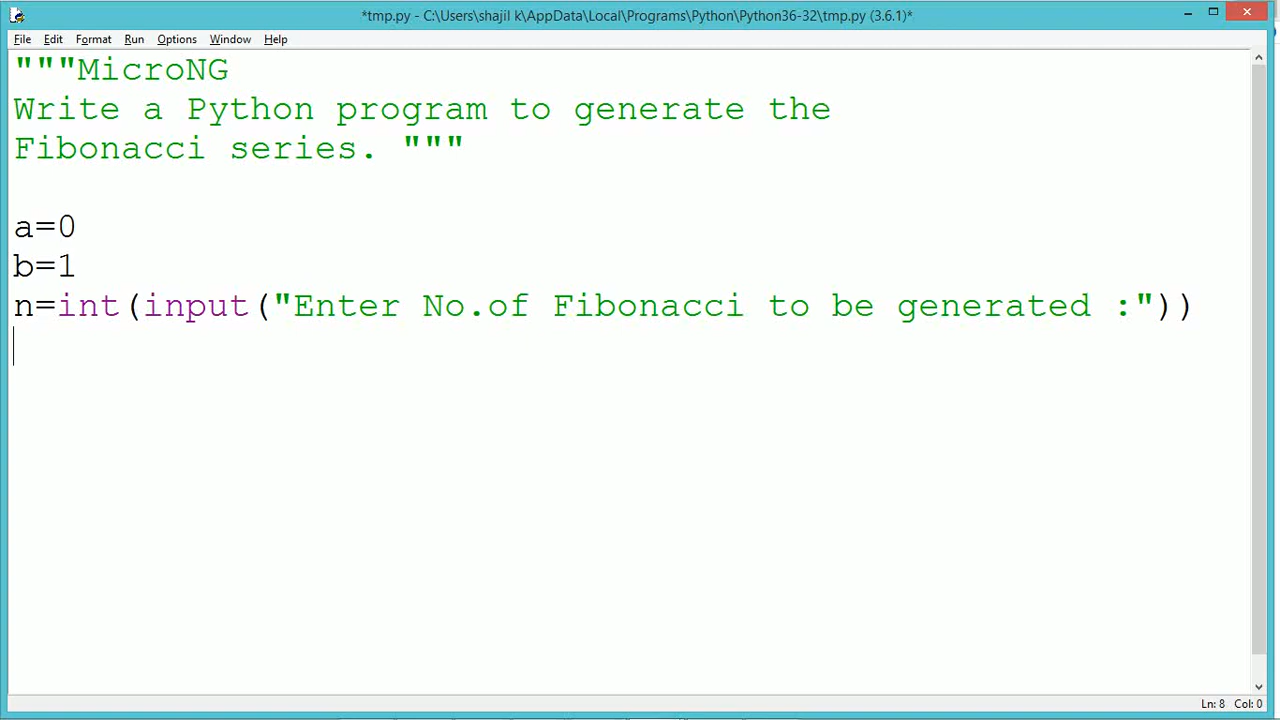 *tmp.py - C:\Users\shajil k\AppData\Local\Programs\Python\Python36-32\tmp.py (3.6.1)*
File Edit Format Run Options Window Help
"""MicroNG
Write a Python program to generate the
Fibonacci series. """
a=0
b=1
n=int(input("Enter No.of Fibonacci to be generated :"))
Ln: 8 Col: 0